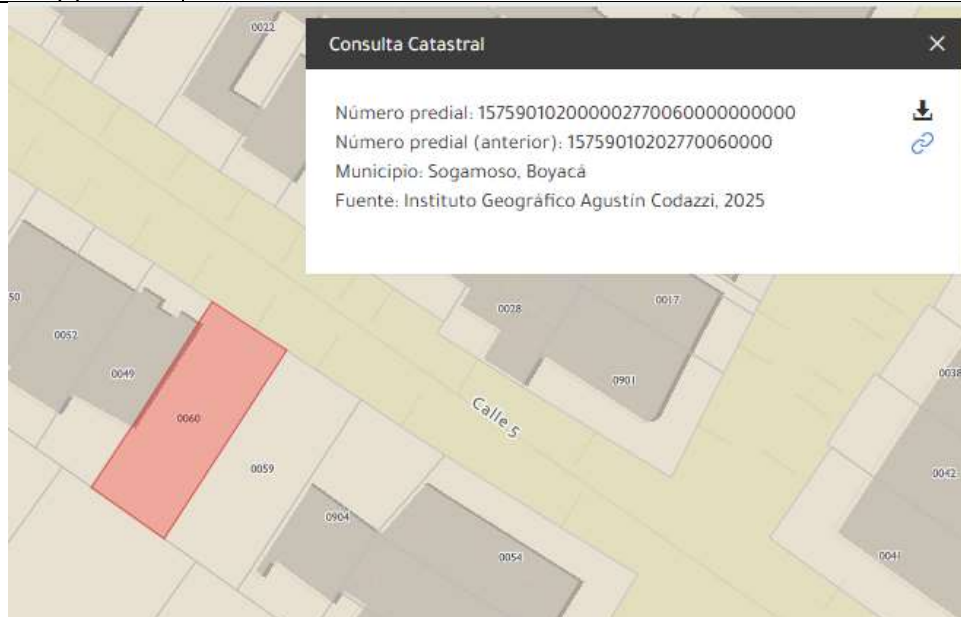 0022
Consulta Catastral
Número predial: 157590102000002770060000000000
Número predial (anterior): 15759010202770060000
Municipio: Sogamoso, Boyacá
Fuente: Instituto Geográfico Agustín Codazzi, 2025
50
0052
0049
0060
0059
0028
0017
0901
0038
Calle 5
0042
0904
0054
0041